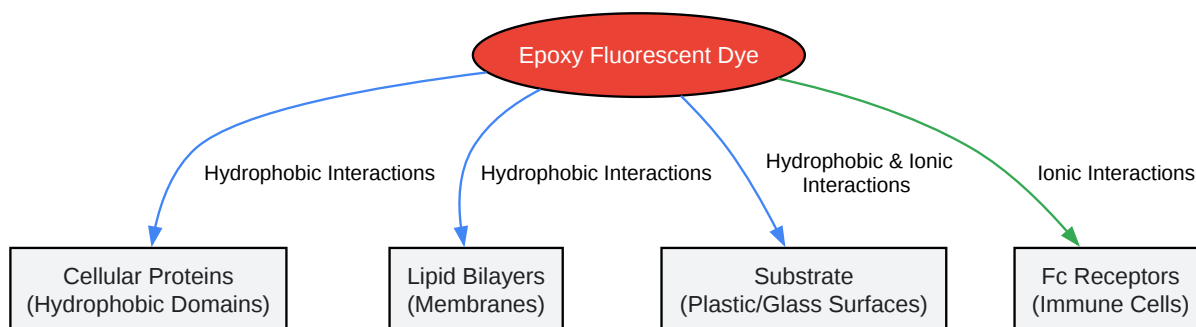 Epoxy Fluorescent Dye
Hydrophobic Interactions
Hydrophobic Interactions
Hydrophobic & Ionic
Interactions
Ionic Interactions
Cellular Proteins
(Hydrophobic Domains)
Lipid Bilayers
(Membranes)
Substrate
(Plastic/Glass Surfaces)
Fc Receptors
(Immune Cells)